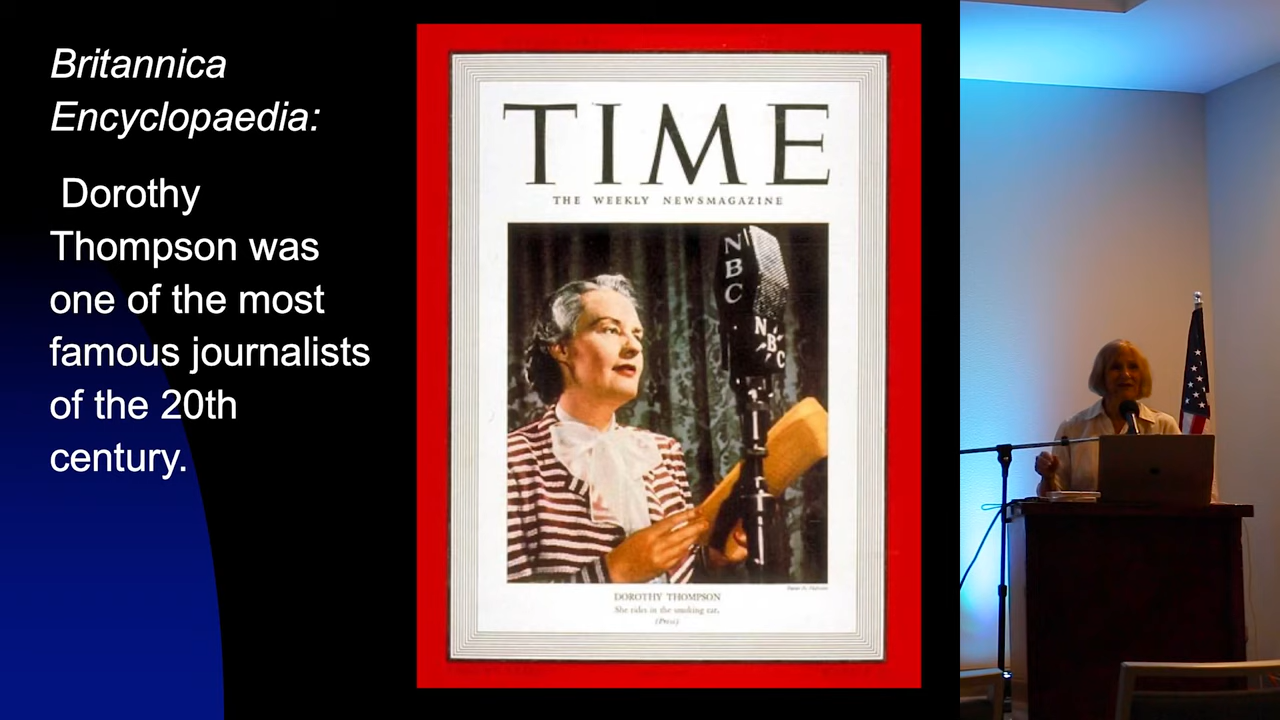 Britannica
Encyclopaedia:
Dorothy
Thompson was
one of the most
famous journalists
of the 20th
century.
TIME
THE WEEKLY NEWSMAGAZINE
NBC
NBC
DOROTHY THOMPSON
She rides in the smoking car.
(Press)